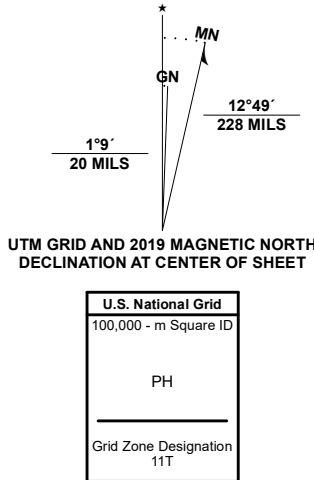 MN
GN
12°49´
228 MILS
1°9´
20 MILS
UTM GRID AND 2019 MAGNETIC NORTH
DECLINATION AT CENTER OF SHEET
U.S. National Grid
100,000 - m Square ID
PH
Grid Zone Designation
11T